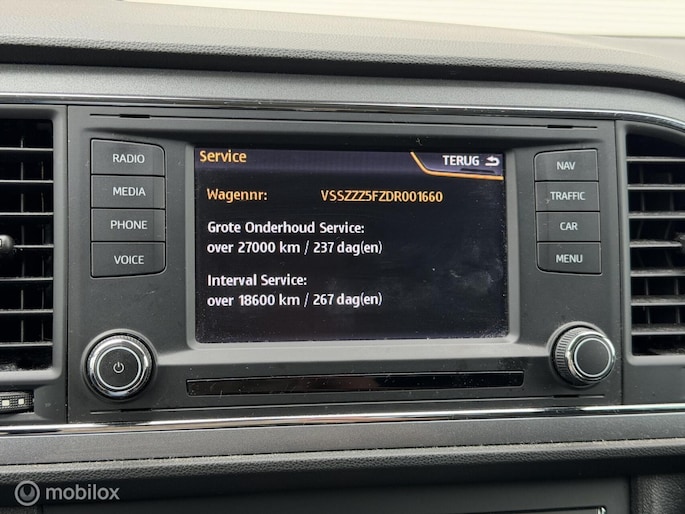 RADIO
MEDIA
PHONE
VOICE
Service
TERUG
Wagennr: VSSZZZ5FZDR001660
Grote Onderhoud Service:
over 27000 km / 237 dag(en)
Interval Service:
over 18600 km / 267 dag(en)
NAV
TRAFFIC
CAR
MENU
mobilox